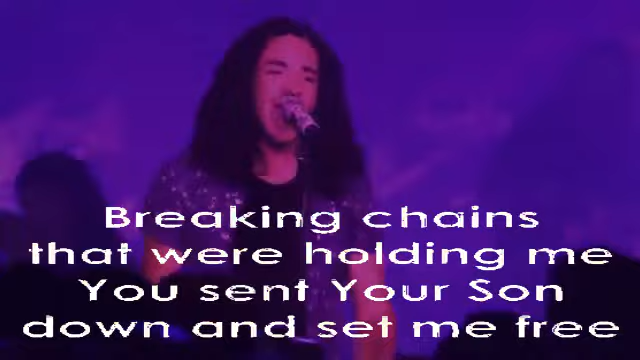 Breaking chains
that were holding me
You sent Your Son
down and set me free